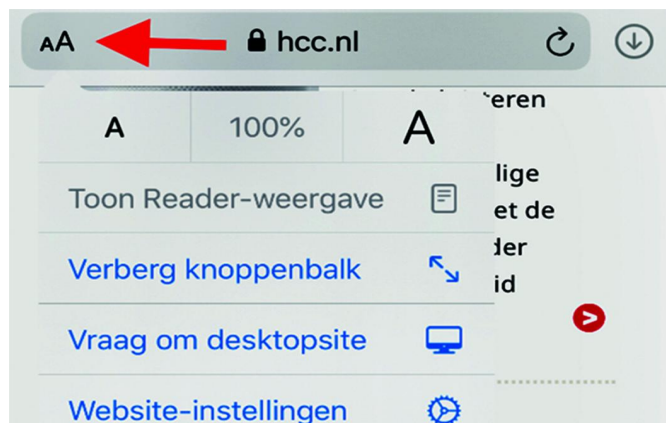 AA hcc.nl
eren
A 100% A
lige
Toon Reader-weergave
et de
der
Verberg knoppenbalk
id
Vraag om desktopsite
Website-instellingen